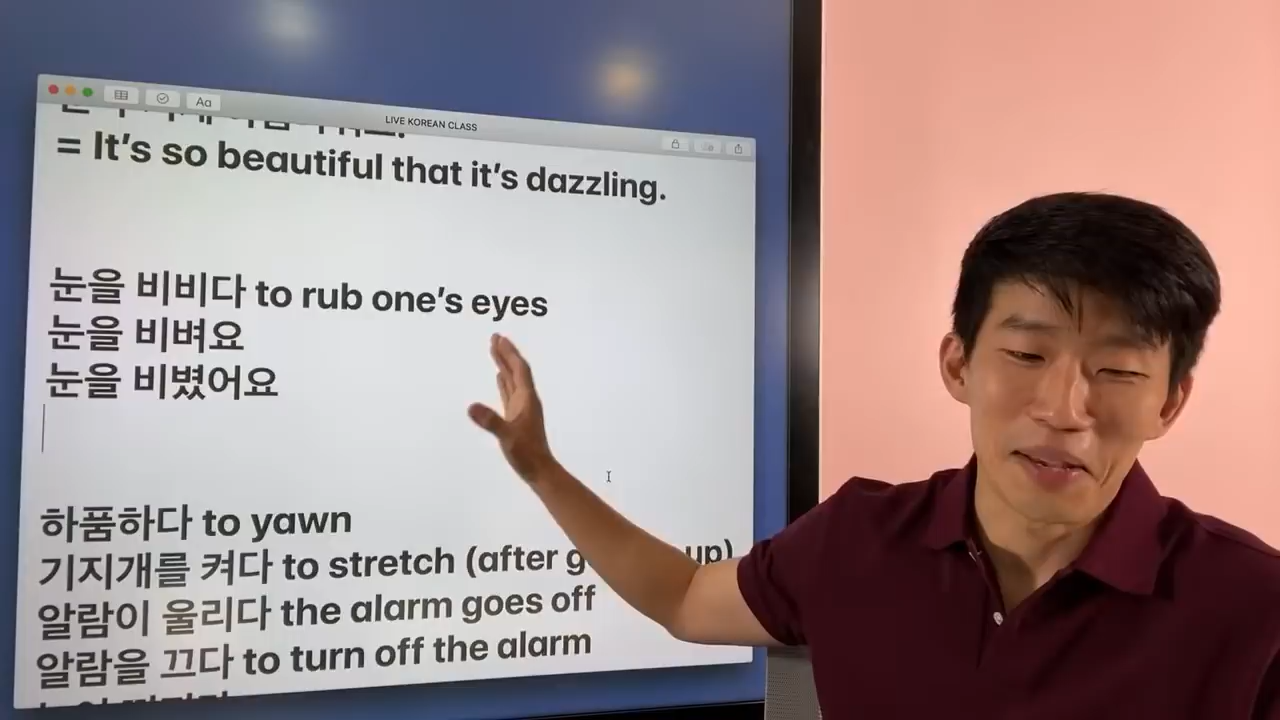 Aa
LIVE KOREAN CLASS
= It's so beautiful that it's dazzling.
눈을 비비다 to rub one's eyes
눈을 비벼요
눈을 비볐어요
하품하다 to yawn
기지개를 켜다 to stretch (after g up)
알람이 울리다 the alarm goes off
알람을 끄다 to turn off the alarm